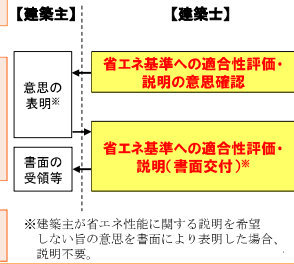 【建築主】
【建築士】
省エネ基準への適合性評価・
説明の意思確認
意思の
表明※
省エネ基準への適合性評価・
説明(書面交付)※
書面の
受領等
※建築主が省エネ性能に関する説明を希望
しない旨の意思を書面により表明した場合、
説明不要。